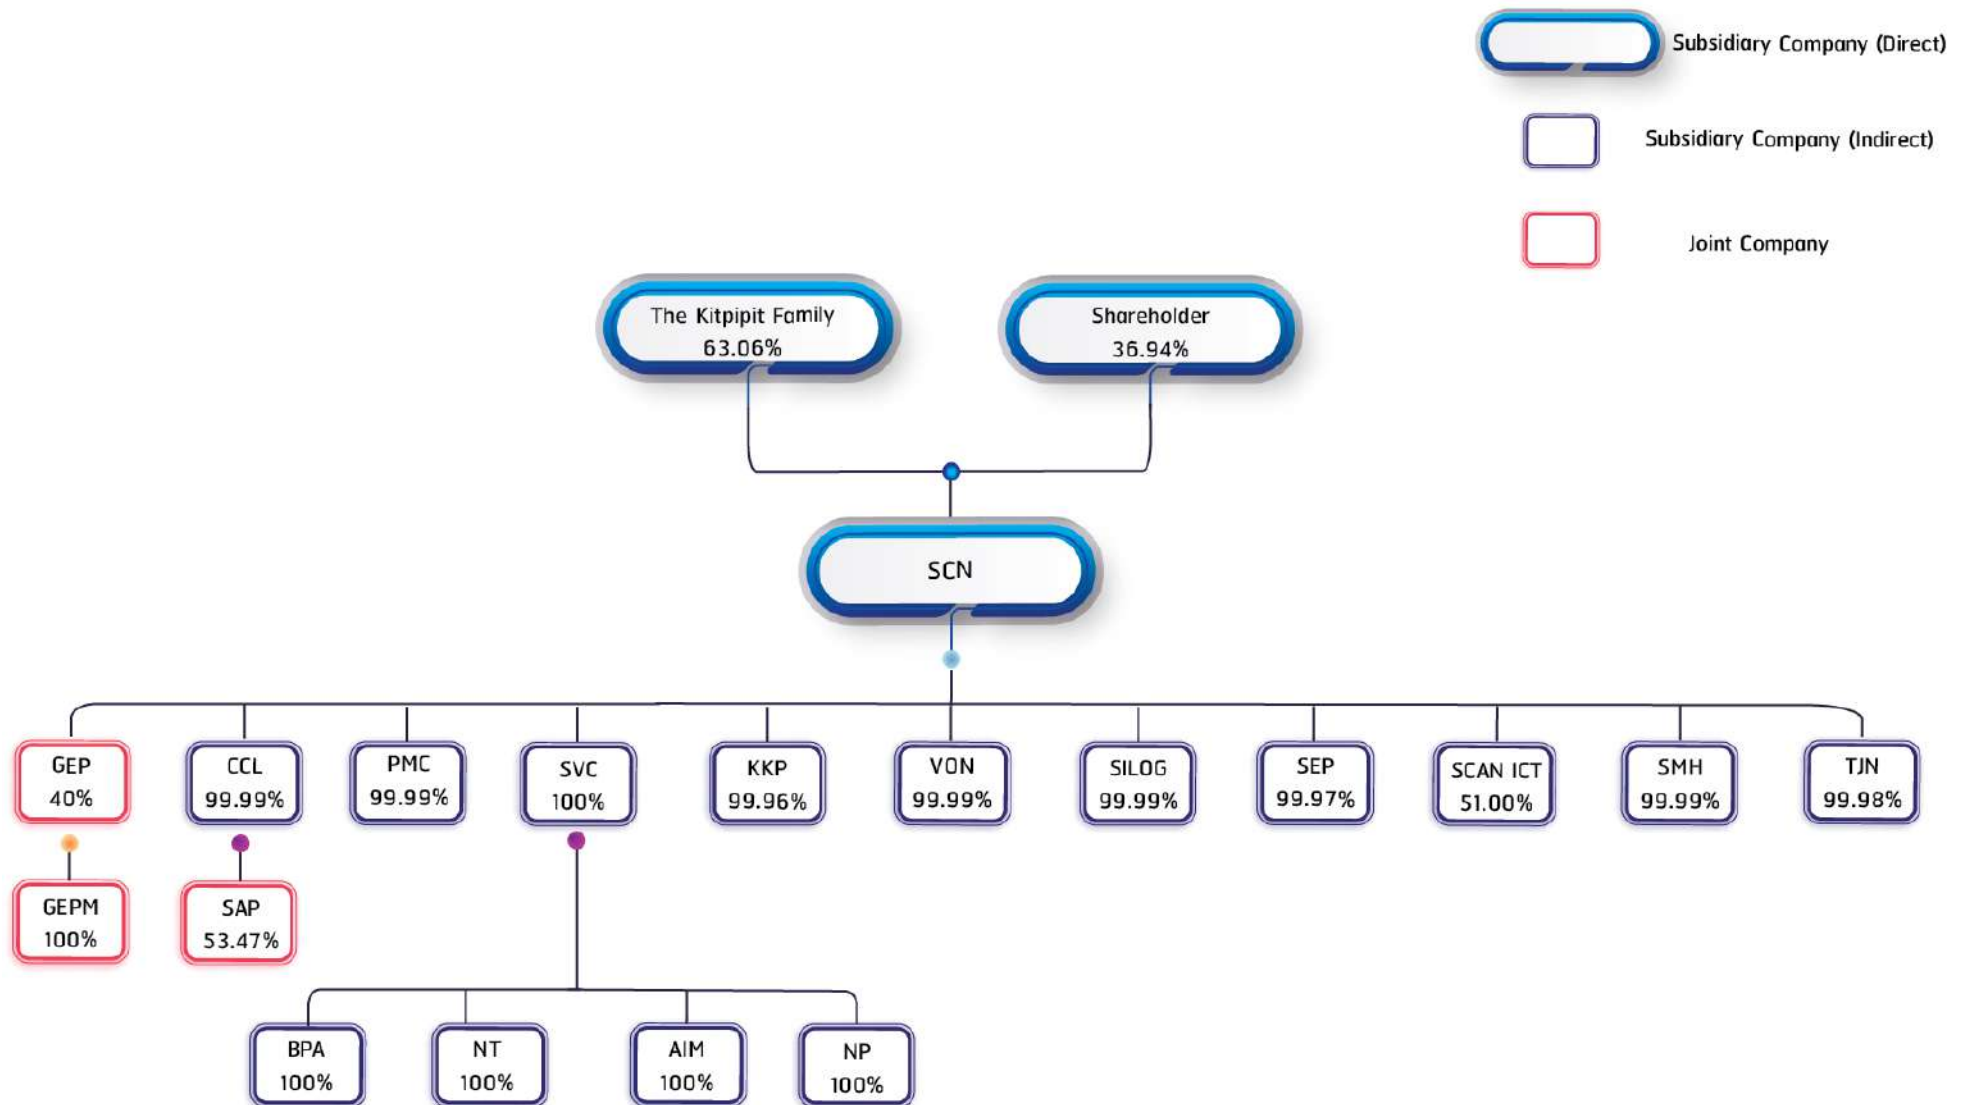 Subsidiary Company (Direct)
Subsidiary Company (Indirect)
Joint Company
The Kitpipit Family
63.06%
Shareholder
36.94%
SCN
GEP
40%
CCL
99.99%
PMC
99.99%
SVC
100%
KKP
99.96%
VON
99.99%
SILOG
99.99%
SEP
99.97%
SCAN ICT
51.00%
SMH
99.99%
TJN
99.98%
GEPM
100%
SAP
53.47%
BPA
100%
NT
100%
AIM
100%
NP
100%